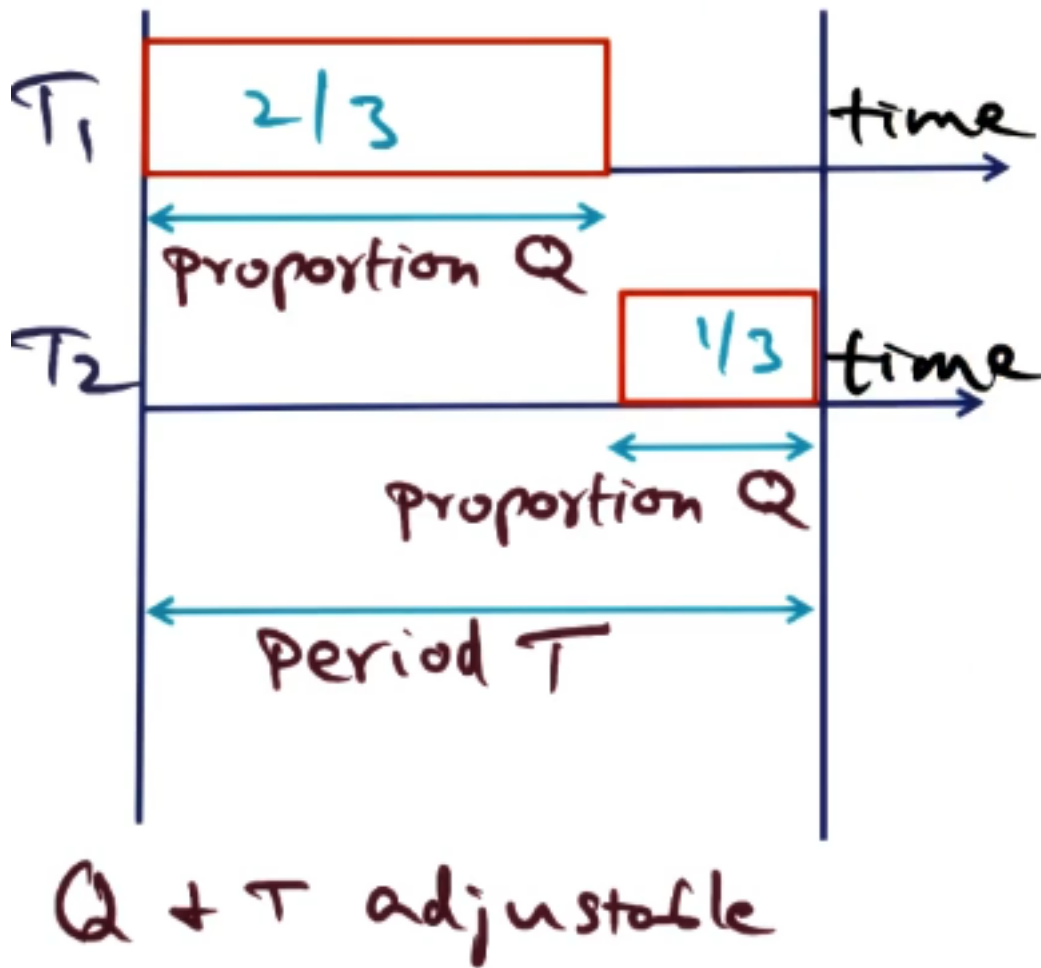 T1
2/3
time
proportion Q
T2
1/3
time
proportion Q
period T
Q + T adjustable